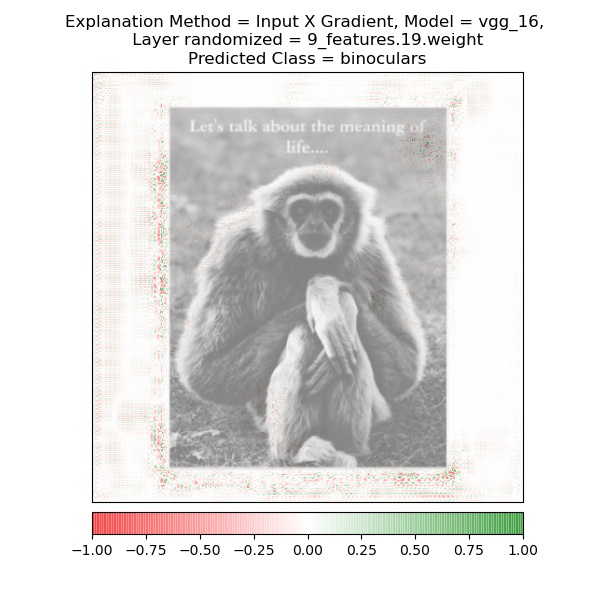 Explanation Method = Input X Gradient, Model = vgg_16,
Layer randomized = 9_features.19.weight
Predicted Class = binoculars
Let's talk about the meaning of
life....
−1.00 −0.75 −0.50 −0.25 0.00 0.25 0.50 0.75 1.00